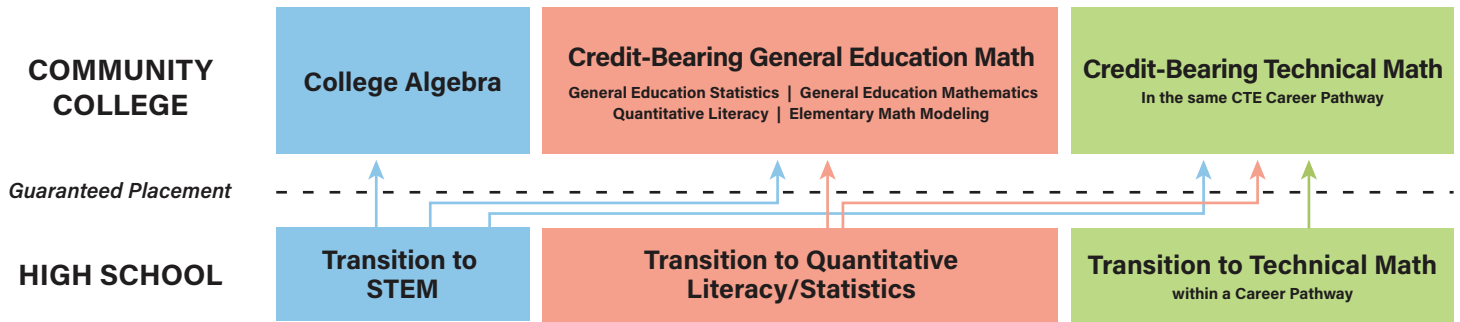 COMMUNITY
COLLEGE
College Algebra
Credit-Bearing General Education Math
General Education Statistics | General Education Mathematics
Quantitative Literacy | Elementary Math Modeling
Credit-Bearing Technical Math
In the same CTE Career Pathway
Guaranteed Placement
HIGH SCHOOL
Transition to
STEM
Transition to Quantitative
Literacy/Statistics
Transition to Technical Math
within a Career Pathway